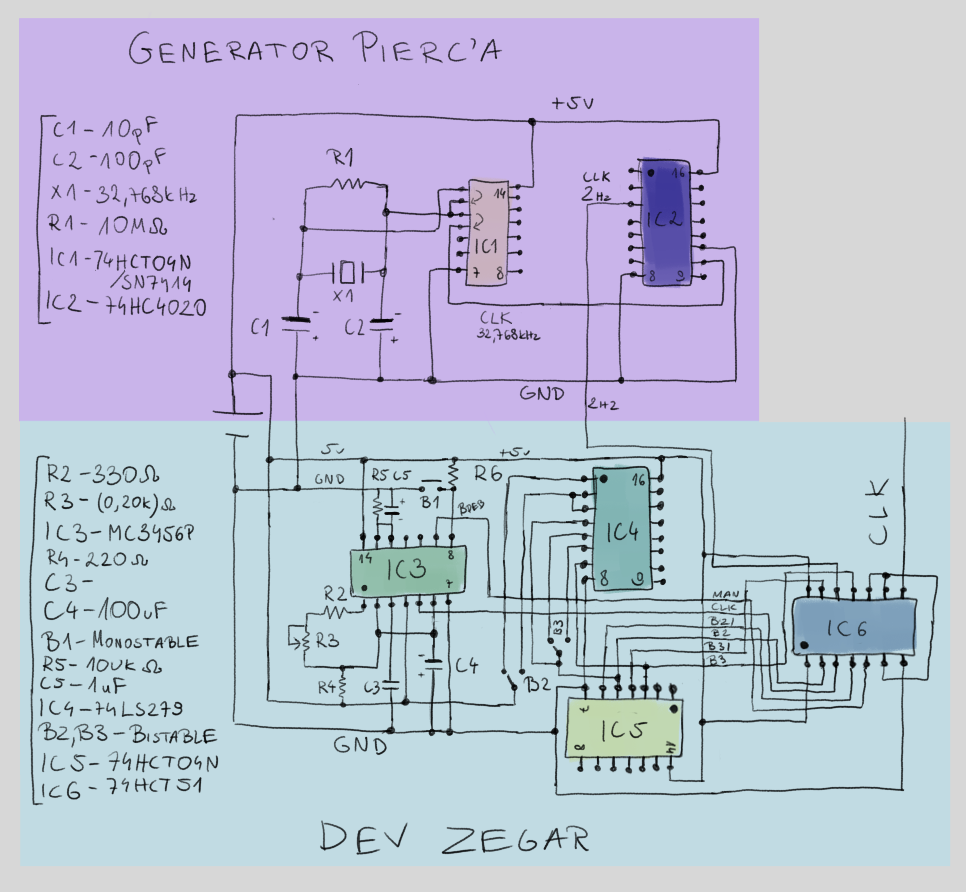 GENERATOR PIERC'A
C1 - 10pF
C2 - 100pF
X1 - 32,768kHz
R1 - 10MΩ
IC1 - 74HCT04N
/SN7414
IC2 - 74HC4020
+5V
R1
X1
C1
-
+
C2
-
+
14
IC1
7 8
CLK
32,768kHz
CLK
2Hz
16
IC2
8 9
GND
2Hz
R2 - 330Ω
R3 - (0,20k)Ω
IC3 - MC3456P
R4 - 220Ω
C3 -
C4 - 100uF
B1 - MONOSTABLE
R5 - 10UKΩ
C5 - 1uF
IC4 - 74LS279
B2, B3 - BISTABLE
IC5 - 74HCT04N
IC6 - 74HCT51
5V
+5V
GND
R5 C5
+
-
B1
R6
BDEB
14 8
IC3
7
R2
R3
R4
C3
-
+
C4
B2
B3
16
IC4
8 9
MAN
CLK
B2/
B2
B3/
B3
7
IC5
8 14
IC6
CLK
GND
DEV ZEGAR